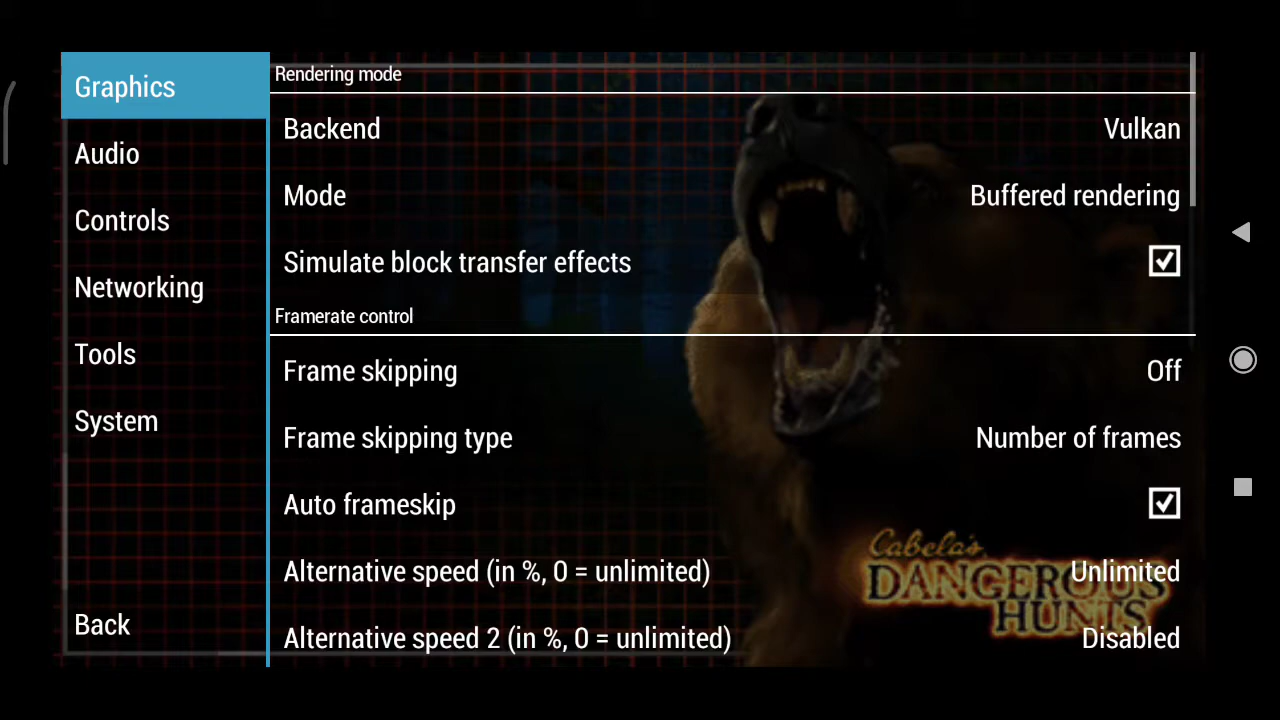 Graphics
Audio
Controls
Networking
Tools
System
Back
Rendering mode
Backend Vulkan
Mode Buffered rendering
Simulate block transfer effects
Framerate control
Frame skipping Off
Frame skipping type Number of frames
Auto frameskip
Alternative speed (in %, 0 = unlimited) Unlimited
Alternative speed 2 (in %, 0 = unlimited) Disabled
Cabela's
DANGEROUS
HUNTS